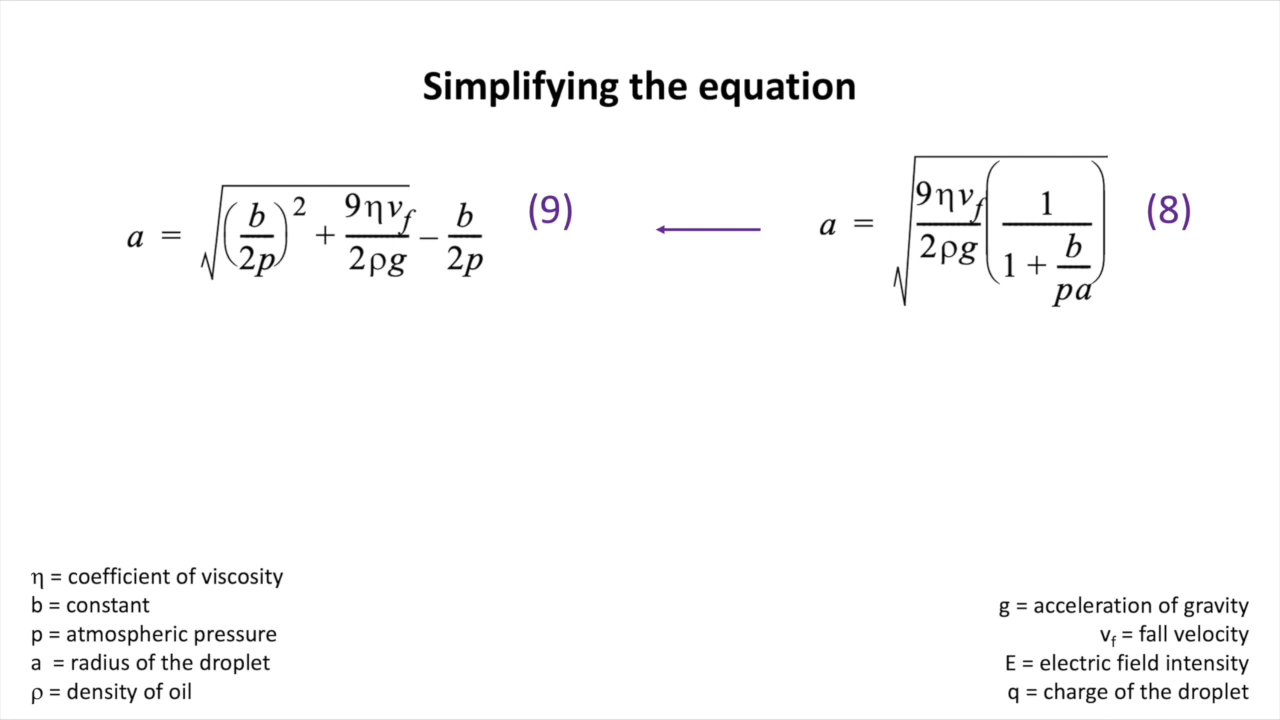 Simplifying the equation
a = √((b/2p)² + 9ηv_f/2ρg) − b/2p (9)
a = √(9ηv_f/2ρg (1/(1 + b/pa))) (8)
η = coefficient of viscosity
b = constant
p = atmospheric pressure
a = radius of the droplet
ρ = density of oil
g = acceleration of gravity
v_f = fall velocity
E = electric field intensity
q = charge of the droplet